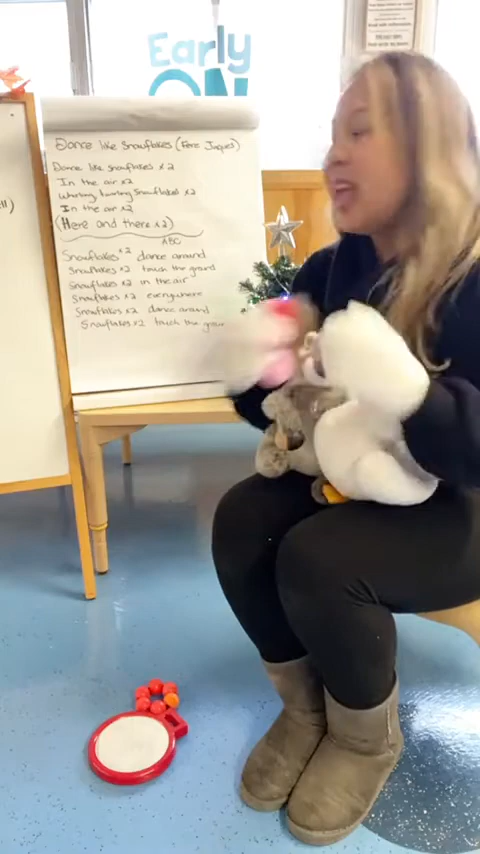 Early
ON
Dance like Snowflakes (Fere Jaques)
Dance like snowflakes x2
In the air x2
Whirling twirling snowflakes x2
In the air x2
(Here and there x2)
ABC
Snowflakes x2 dance around
Snowflakes x2 touch the ground
Snowflakes x2 in the air
Snowflakes x2 everywhere
Snowflakes x2 dance around
Snowflakes x2 touch the